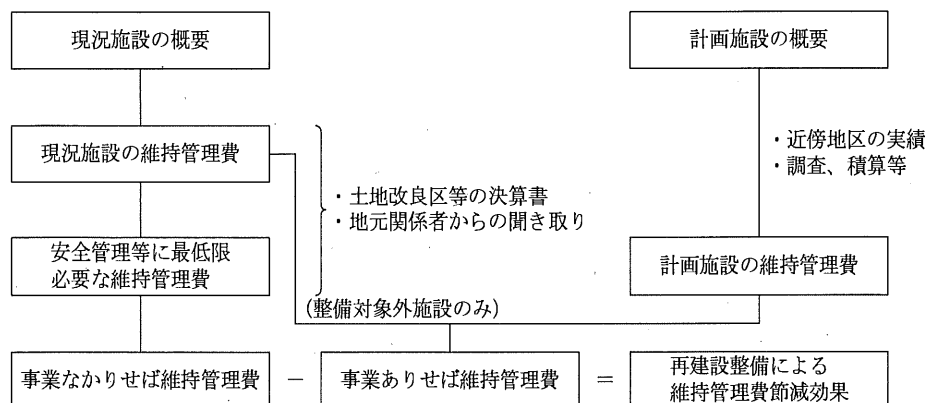 現況施設の概要
計画施設の概要
現況施設の維持管理費
・近傍地区の実績
・調査、積算等
・土地改良区等の決算書
・地元関係者からの聞き取り
安全管理等に最低限
必要な維持管理費
計画施設の維持管理費
(整備対象外施設のみ)
事業なかりせば維持管理費 − 事業ありせば維持管理費 = 再建設整備による
維持管理費節減効果